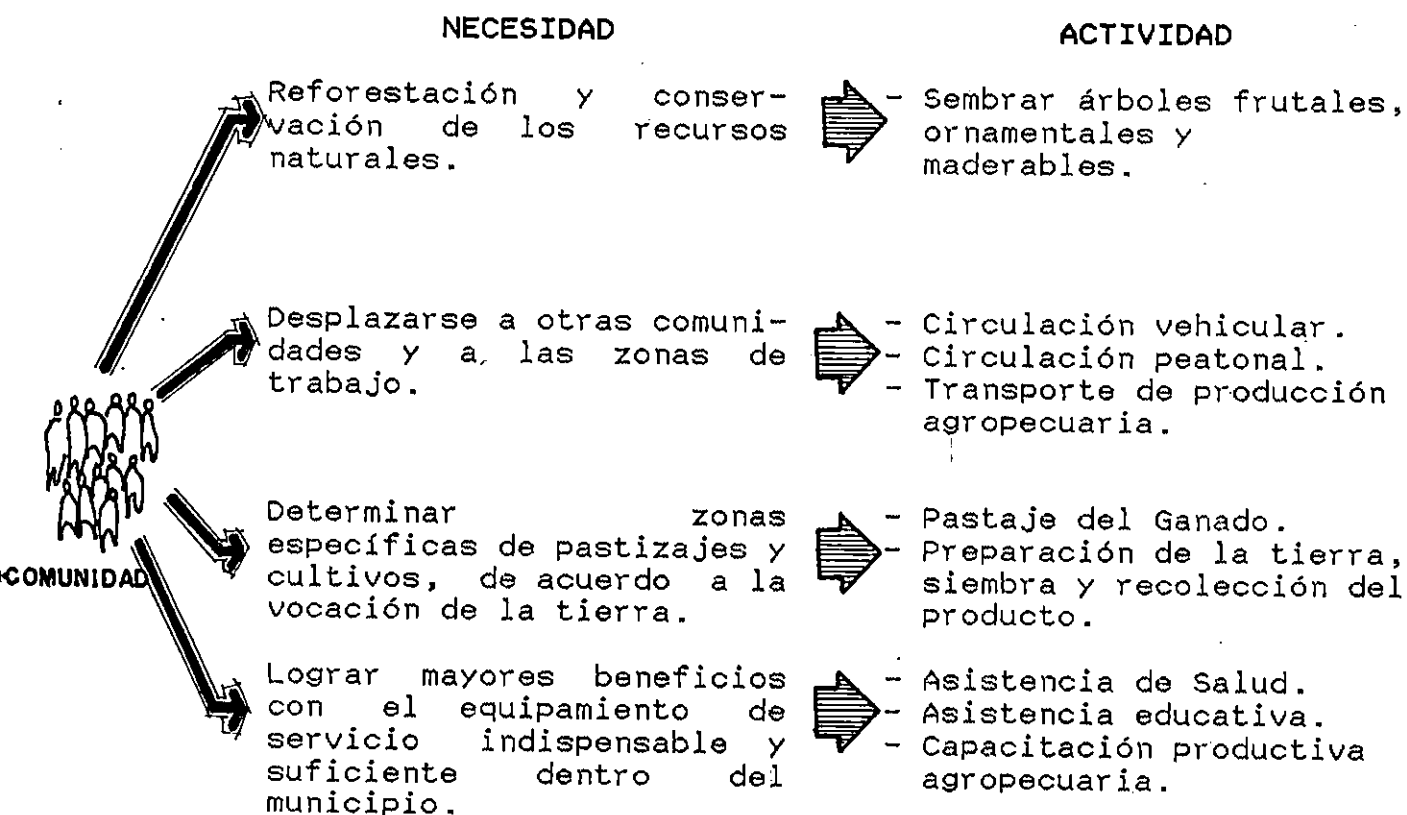 NECESIDAD
ACTIVIDAD
Reforestación y conser-
vación de los recursos
naturales.
- Sembrar árboles frutales,
ornamentales y
maderables.
Desplazarse a otras comuni-
dades y a las zonas de
trabajo.
- Circulación vehicular.
- Circulación peatonal.
- Transporte de producción
agropecuaria.
COMUNIDAD
Determinar zonas
específicas de pastizajes y
cultivos, de acuerdo a la
vocación de la tierra.
- Pastaje del Ganado.
- Preparación de la tierra,
siembra y recolección del
producto.
Lograr mayores beneficios
con el equipamiento de
servicio indispensable y
suficiente dentro del
municipio.
- Asistencia de Salud.
- Asistencia educativa.
- Capacitación productiva
agropecuaria.